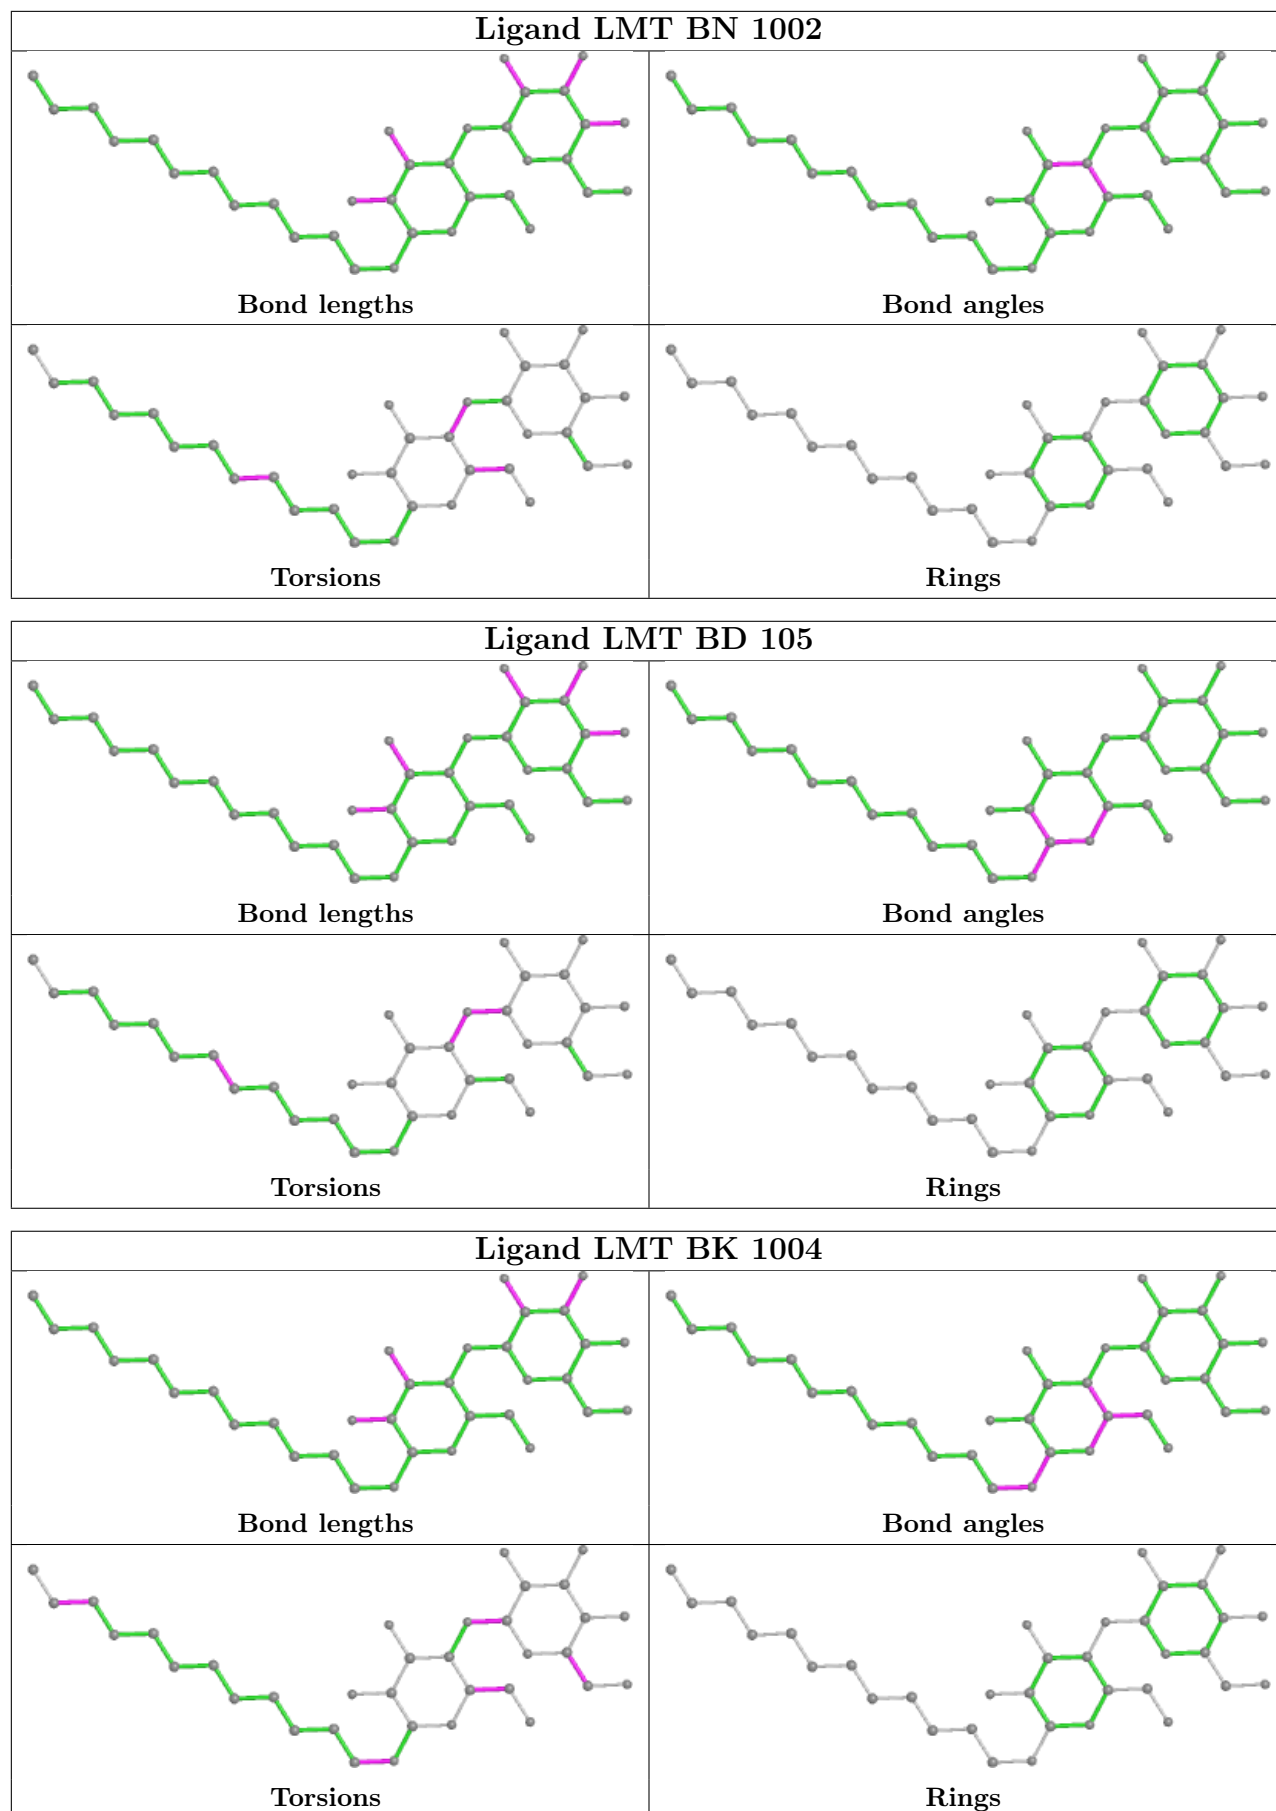 Ligand LMT BN 1002
Bond lengths
Bond angles
Torsions
Rings
Ligand LMT BD 105
Bond lengths
Bond angles
Torsions
Rings
Ligand LMT BK 1004
Bond lengths
Bond angles
Torsions
Rings